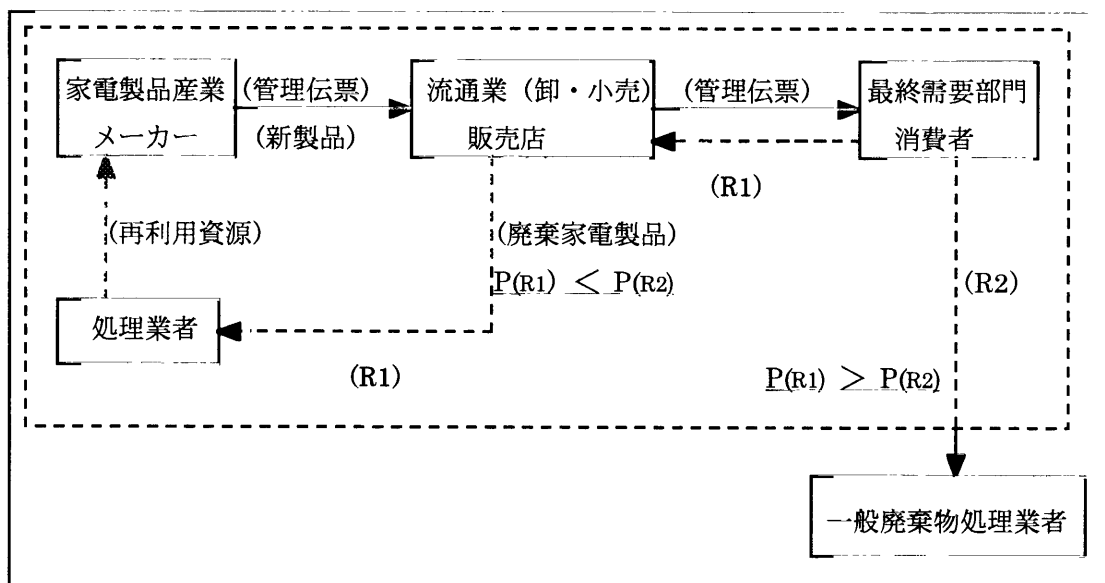 家電製品産業
メーカー
(管理伝票)
(新製品)
流通業（卸・小売）
販売店
(管理伝票)
最終需要部門
消費者
(R1)
(再利用資源)
(廃棄家電製品)
P(R1) ＜ P(R2)
(R2)
処理業者
(R1)
P(R1) ＞ P(R2)
一般廃棄物処理業者